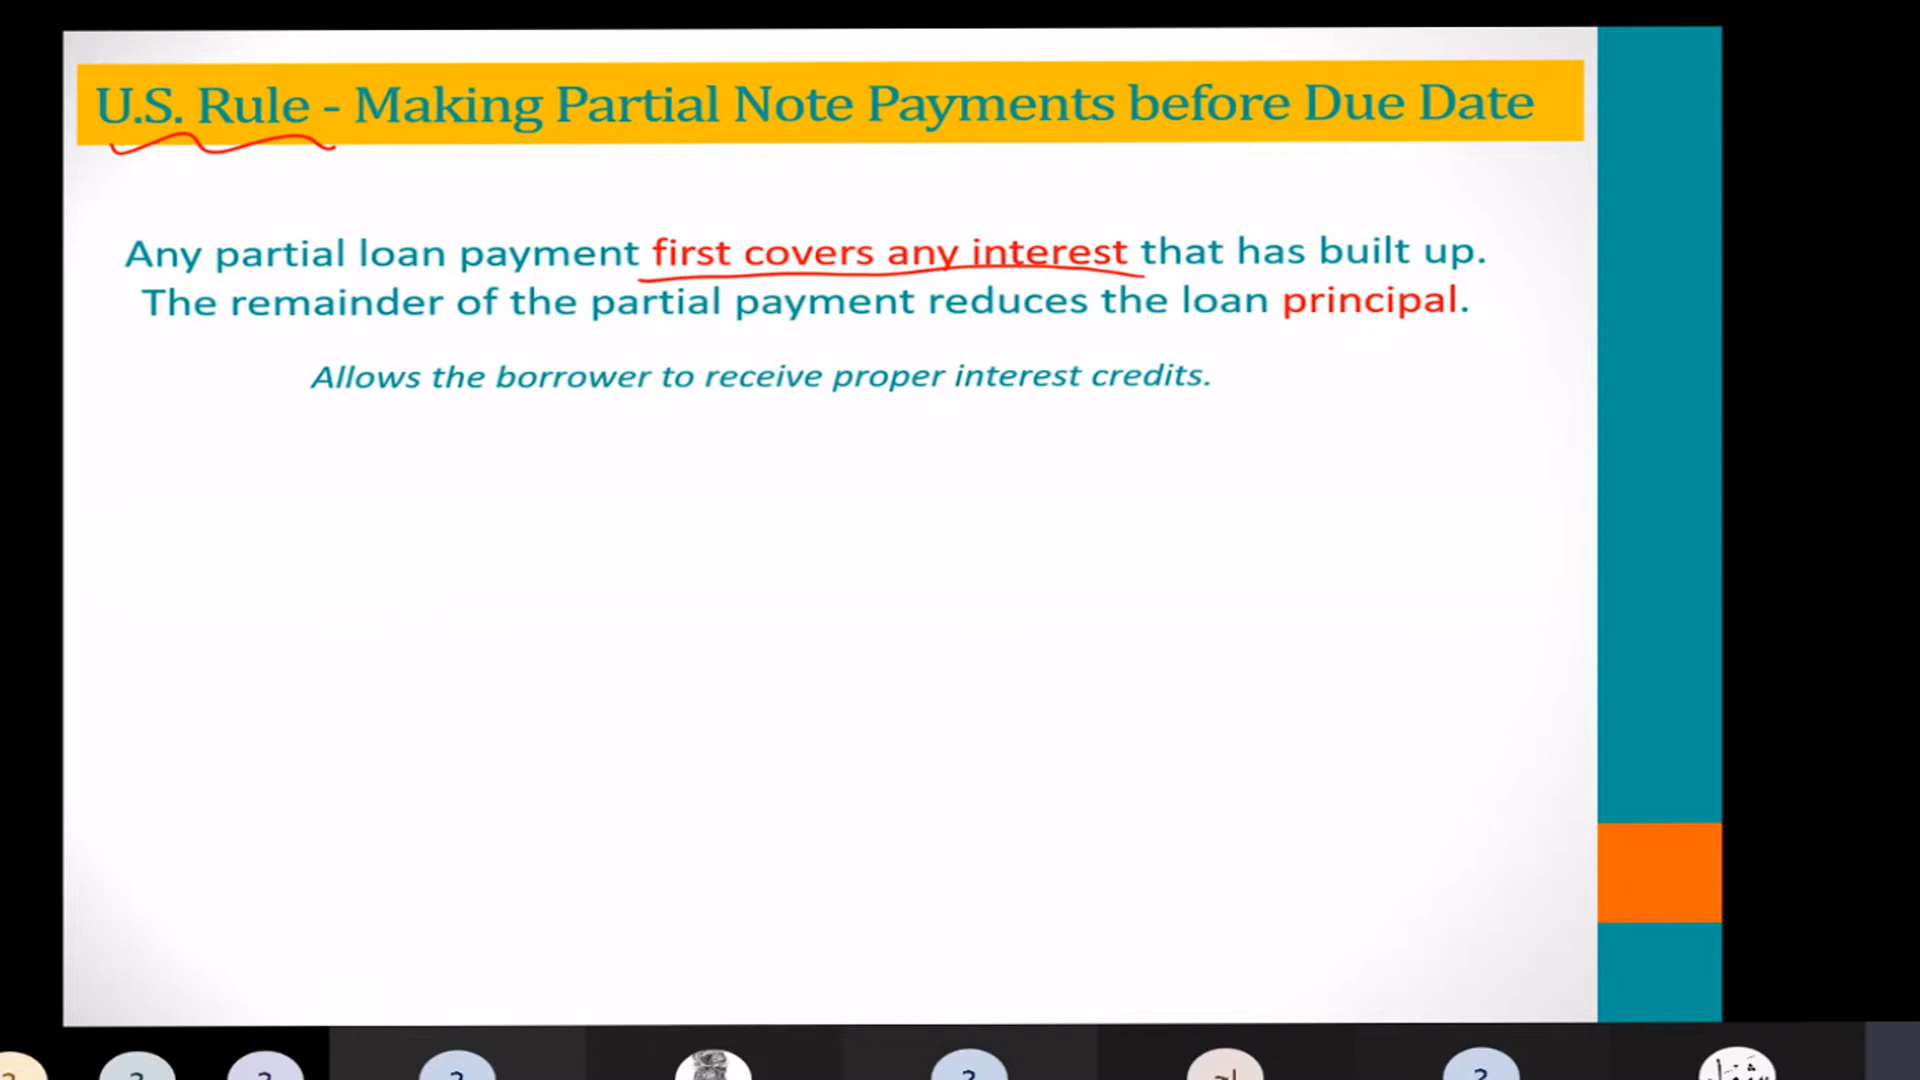 U.S. Rule - Making Partial Note Payments before Due Date
Any partial loan payment first covers any interest that has built up.
The remainder of the partial payment reduces the loan principal.
Allows the borrower to receive proper interest credits.